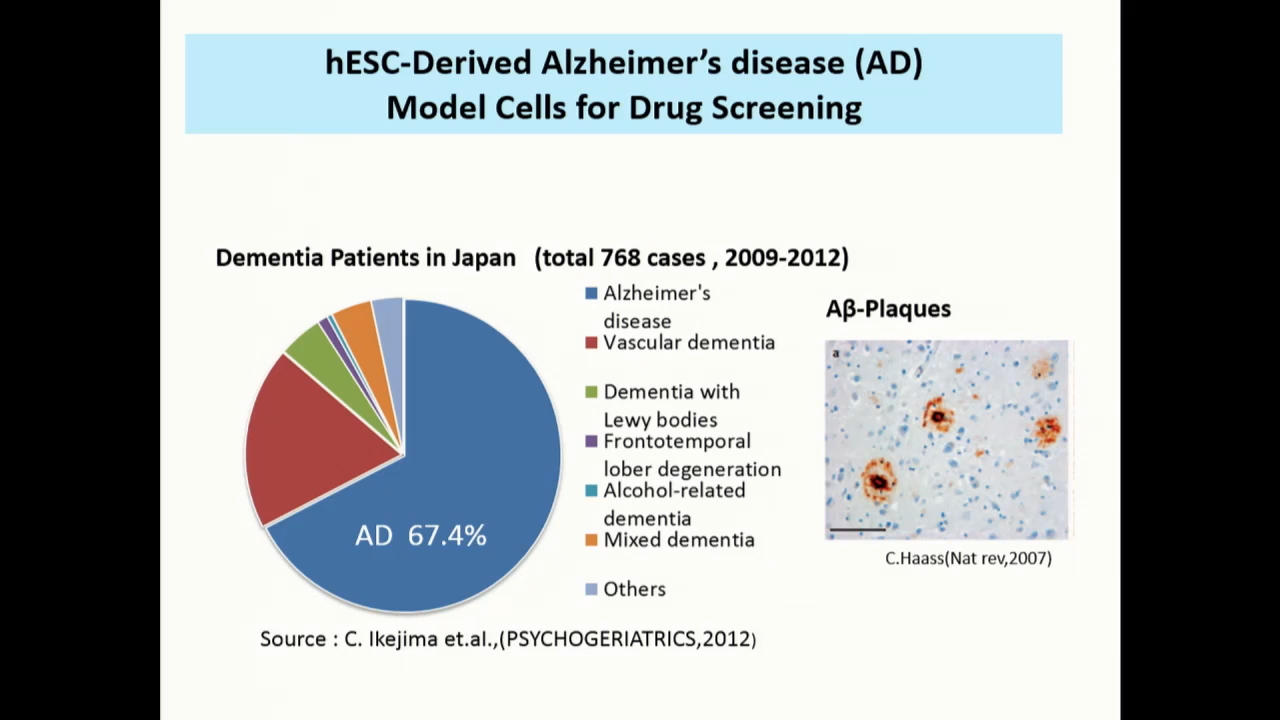 hESC-Derived Alzheimer’s disease (AD)
Model Cells for Drug Screening
Dementia Patients in Japan (total 768 cases , 2009-2012)
AD 67.4%
Alzheimer's
disease
Vascular dementia
Dementia with
Lewy bodies
Frontotemporal
lober degeneration
Alcohol-related
dementia
Mixed dementia
Others
Aβ-Plaques
a
C.Haass(Nat rev,2007)
Source : C. Ikejima et.al.,(PSYCHOGERIATRICS,2012)